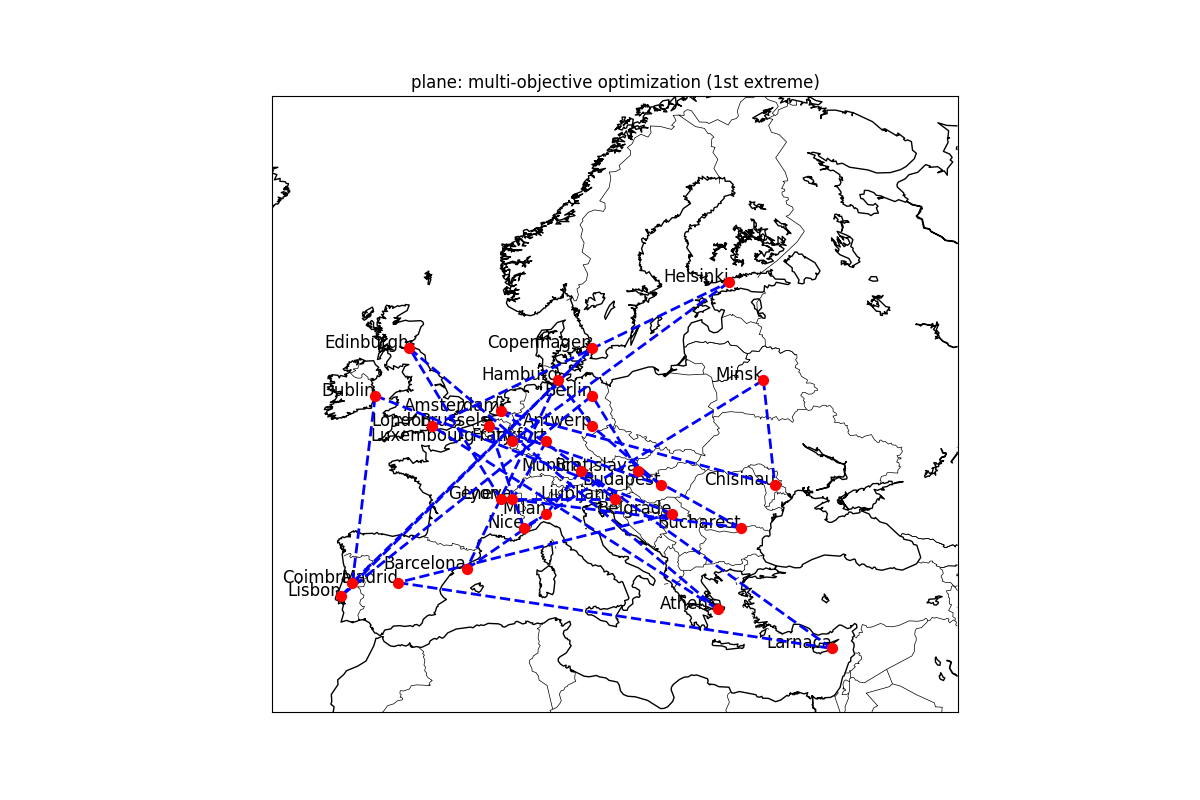 plane: multi-objective optimization (1st extreme)
Helsinki
Edinburgh
Copenhagen
Hamburg
Minsk
Dublin
Berlin
Amsterdam
London
Brussels
Antwerp
Luxembourg
Frankfort
Munich
Bratislava
Budapest
Chisinau
Geneva
Lyon
Ljubljana
Milan
Belgrade
Nice
Bucharest
Barcelona
Coimbra
Madrid
Lisbon
Athens
Larnaca